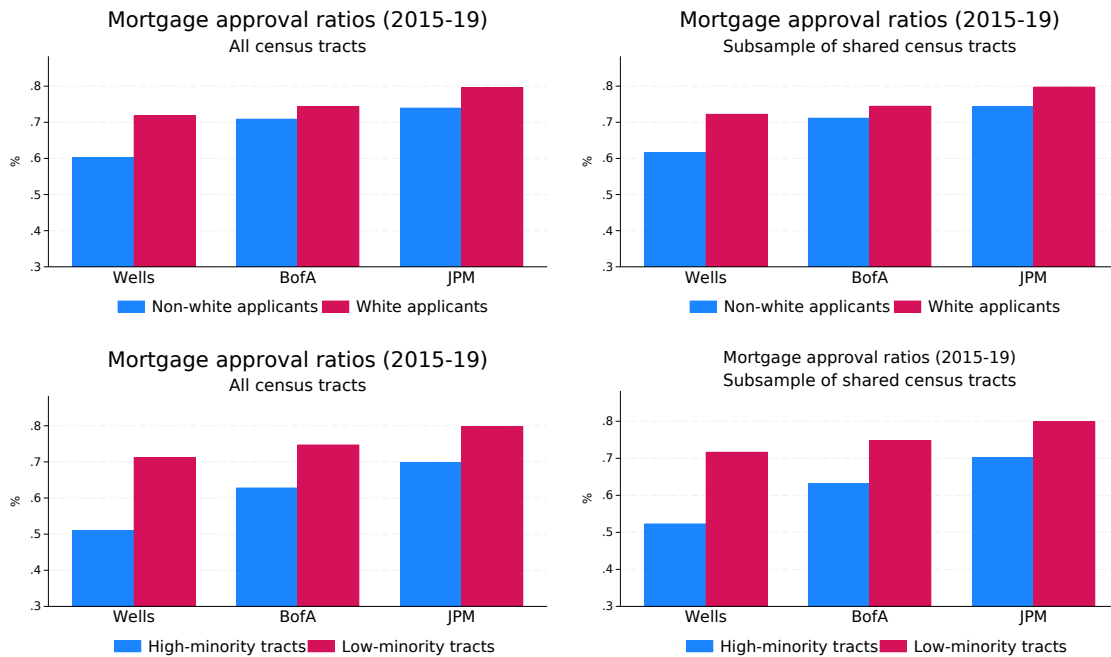 Mortgage approval ratios (2015-19)
All census tracts
.8
.7
.6
.5
.4
.3
%
Wells BofA JPM
Non-white applicants White applicants
Mortgage approval ratios (2015-19)
Subsample of shared census tracts
.8
.7
.6
.5
.4
.3
%
Wells BofA JPM
Non-white applicants White applicants
Mortgage approval ratios (2015-19)
All census tracts
.8
.7
.6
.5
.4
.3
%
Wells BofA JPM
High-minority tracts Low-minority tracts
Mortgage approval ratios (2015-19)
Subsample of shared census tracts
.8
.7
.6
.5
.4
.3
%
Wells BofA JPM
High-minority tracts Low-minority tracts